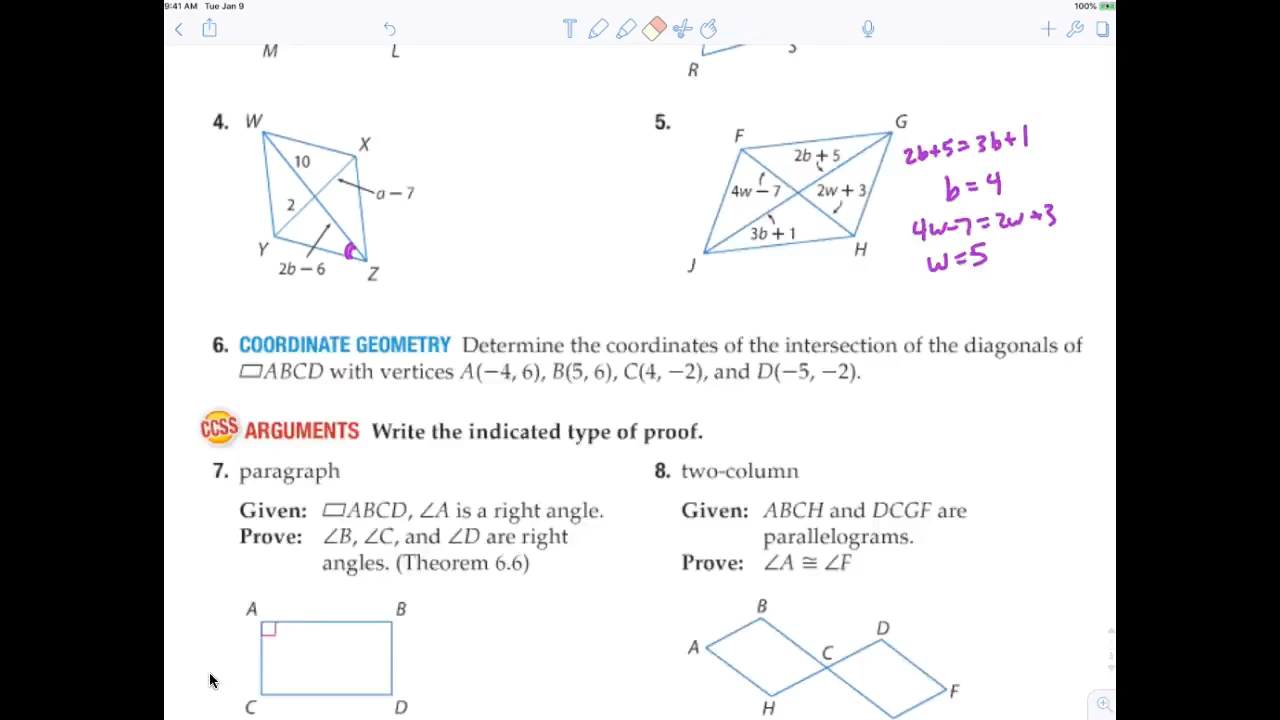 9:41 AM Tue Jan 9 100%
T
M L
R S
4. W
X
10
a – 7
2
Y
2b – 6
Z
5.
F
G
2b + 5
4w – 7
2w + 3
3b + 1
J
H
2b+5=3b+1
b=4
4w-7=2w+3
w=5
6. COORDINATE GEOMETRY Determine the coordinates of the intersection of the diagonals of
▱ABCD with vertices A(−4, 6), B(5, 6), C(4, −2), and D(−5, −2).
CCSS ARGUMENTS Write the indicated type of proof.
7. paragraph
Given: ▱ABCD, ∠A is a right angle.
Prove: ∠B, ∠C, and ∠D are right
angles. (Theorem 6.6)
A B
C D
8. two-column
Given: ABCH and DCGF are
parallelograms.
Prove: ∠A ≅ ∠F
B
D
A
C
F
H